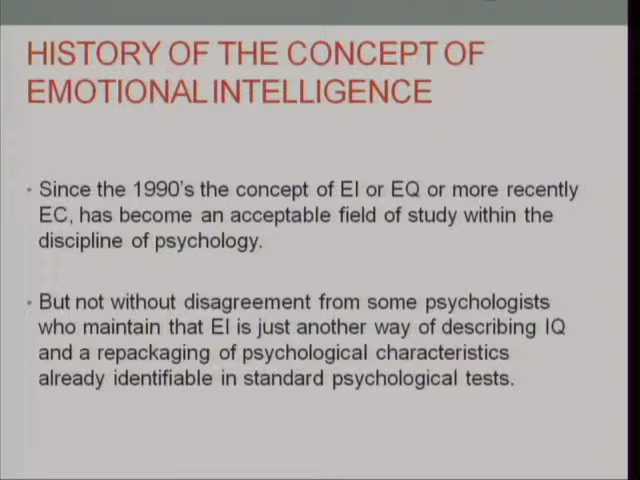 HISTORY OF THE CONCEPT OF
EMOTIONAL INTELLIGENCE
• Since the 1990's the concept of EI or EQ or more recently
EC, has become an acceptable field of study within the
discipline of psychology.
• But not without disagreement from some psychologists
who maintain that EI is just another way of describing IQ
and a repackaging of psychological characteristics
already identifiable in standard psychological tests.